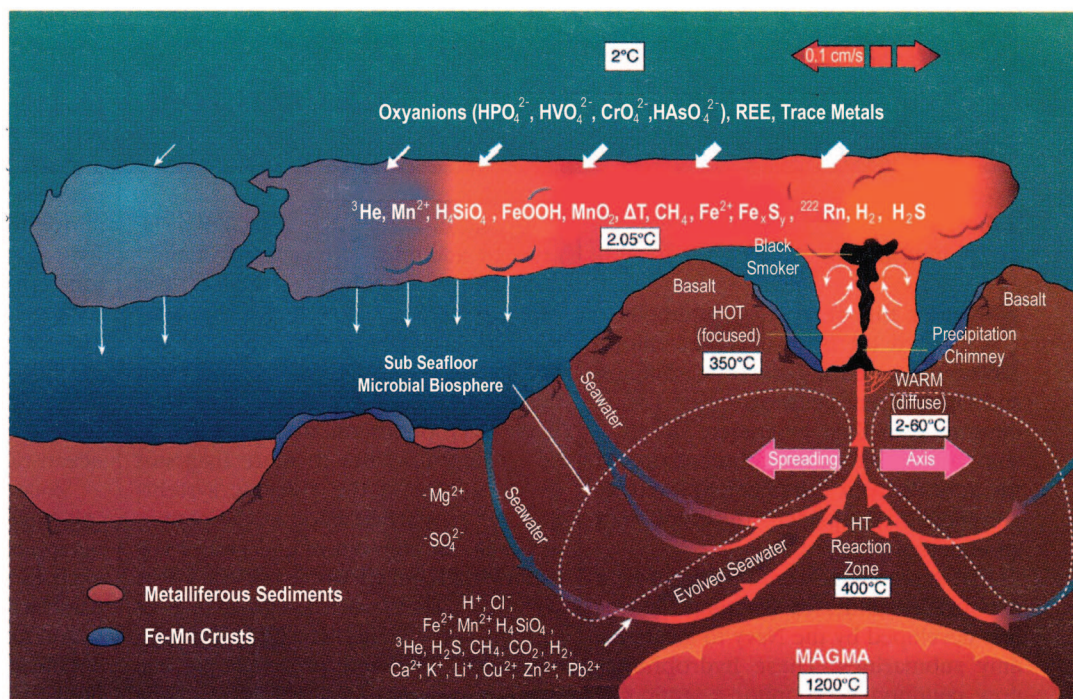 2°C
0.1 cm/s
Oxyanions (HPO₄²⁻, HVO₄²⁻, CrO₄²⁻,HAsO₄²⁻), REE, Trace Metals
³He, Mn²⁺, H₄SiO₄ , FeOOH, MnO₂, ΔT, CH₄, Fe²⁺, FeₓSᵧ , ²²² Rn, H₂, H₂S
2.05°C
Black
Smoker
Basalt
Basalt
HOT
(focused)
350°C
Precipitation
Chimney
Sub Seafloor
Microbial Biosphere
WARM
(diffuse)
2-60°C
Seawater
Spreading
Axis
- Mg²⁺
- SO₄²⁻
Seawater
HT
Reaction
Zone
400°C
Evolved Seawater
Metalliferous Sediments
Fe-Mn Crusts
H⁺, Cl⁻,
Fe²⁺, Mn²⁺, H₄SiO₄ ,
³He, H₂S, CH₄, CO₂, H₂,
Ca²⁺, K⁺, Li⁺, Cu²⁺, Zn²⁺, Pb²⁺
MAGMA
1200°C